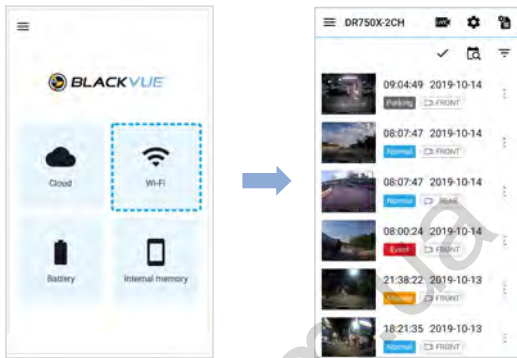 BLACKVUE
Cloud
Wi-Fi
Battery
Internal memory
DR750X-2CH
LIVE
09:04:49 2019-10-14
Parking FRONT
08:07:47 2019-10-14
Normal FRONT
08:07:47 2019-10-14
Normal REAR
08:00:24 2019-10-14
Event FRONT
21:38:22 2019-10-13
Manual FRONT
18:21:35 2019-10-13
Normal FRONT